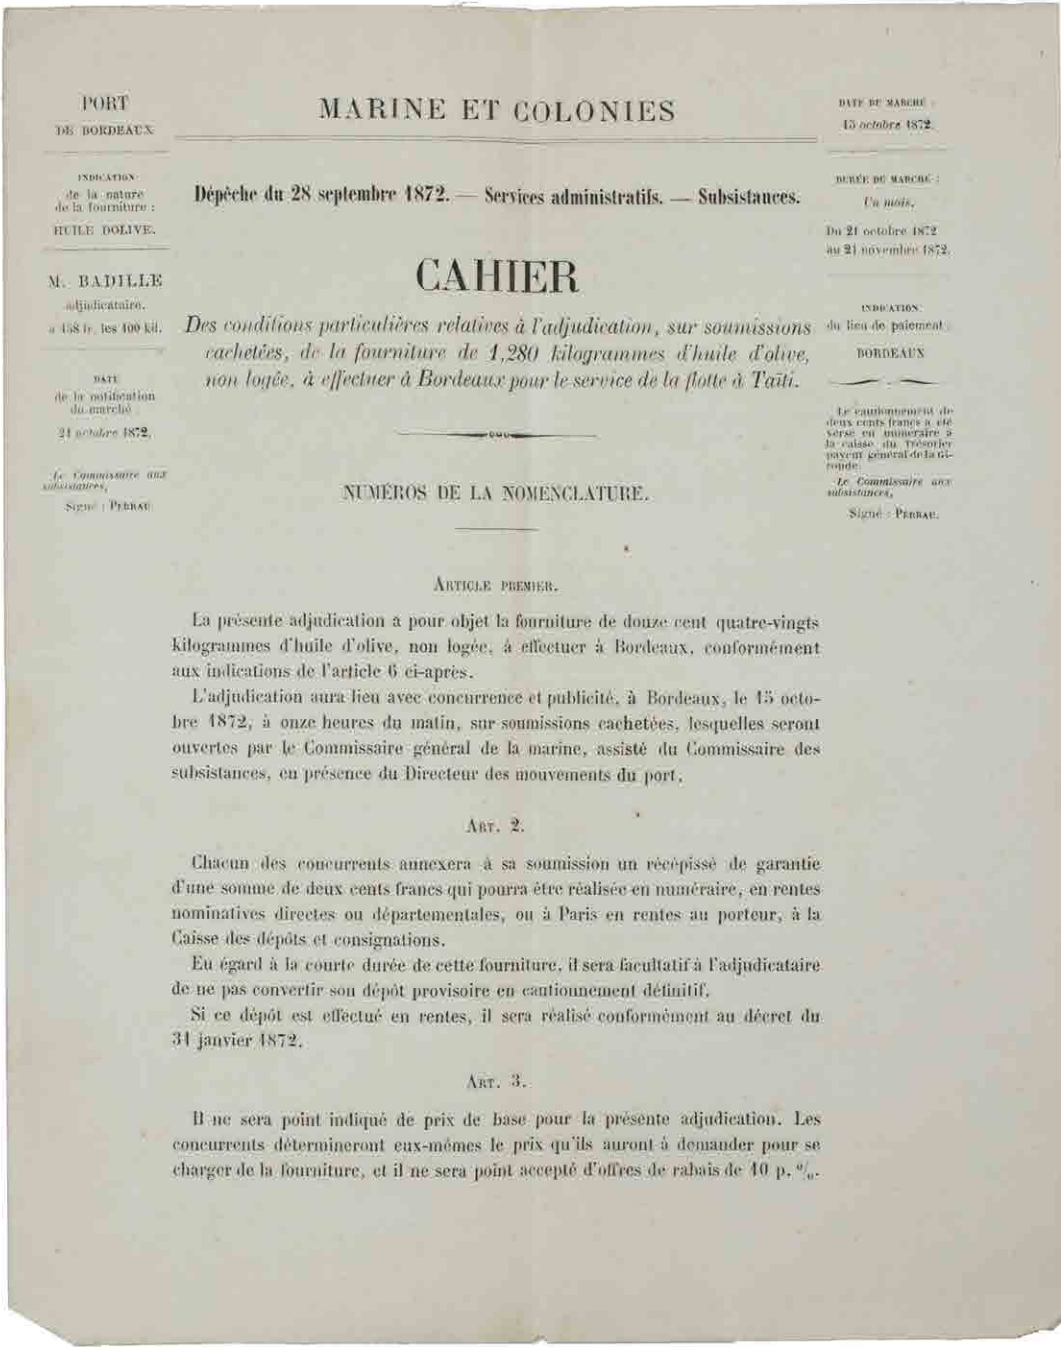 PORT
DE BORDEAUX
INDICATION
de la nature
de la fourniture :
HUILE DOLIVE.
M. BADILLE
adjudicataire.
à 158 fr. les 100 kil.
DATE
de la notification
du marché
21 octobre 1872.
Le Commissaire aux
subsistances,
Signé : PERRAU
MARINE ET COLONIES
Dépêche du 28 septembre 1872. — Services administratifs. — Subsistances.
CAHIER
Des conditions particulières relatives à l'adjudication, sur soumissions
cachetées, de la fourniture de 1,280 kilogrammes d'huile d'olive,
non logée, à effectuer à Bordeaux pour le service de la flotte à Taïti.
NUMÉROS DE LA NOMENCLATURE.
ARTICLE PREMIER.
La présente adjudication a pour objet la fourniture de douze cent quatre-vingts
kilogrammes d'huile d'olive, non logée, à effectuer à Bordeaux, conformément
aux indications de l'article 6 ci-après.
L'adjudication aura lieu avec concurrence et publicité, à Bordeaux, le 15 octo-
bre 1872, à onze heures du matin, sur soumissions cachetées, lesquelles seront
ouvertes par le Commissaire général de la marine, assisté du Commissaire des
subsistances, en présence du Directeur des mouvements du port.
ART. 2.
Chacun des concurrents annexera à sa soumission un récépissé de garantie
d'une somme de deux cents francs qui pourra être réalisée en numéraire, en rentes
nominatives directes ou départementales, ou à Paris en rentes au porteur, à la
Caisse des dépôts et consignations.
Eu égard à la courte durée de cette fourniture, il sera facultatif à l'adjudicataire
de ne pas convertir son dépôt provisoire en cautionnement définitif.
Si ce dépôt est effectué en rentes, il sera réalisé conformément au décret du
31 janvier 1872.
ART. 3.
Il ne sera point indiqué de prix de base pour la présente adjudication. Les
concurrents détermineront eux-mêmes le prix qu'ils auront à demander pour se
charger de la fourniture, et il ne sera point accepté d'offres de rabais de 10 p. %.
DATE DU MARCHÉ :
15 octobre 1872.
DURÉE DU MARCHÉ :
Un mois.
Du 21 octobre 1872
au 21 novembre 1872.
INDICATION
du lieu de paiement
BORDEAUX
Le cautionnement de
deux cents francs a été
versé en numéraire à
la caisse du Trésorier
payeur général de la Gi-
ronde.
Le Commissaire aux
subsistances,
Signé : PERRAU.